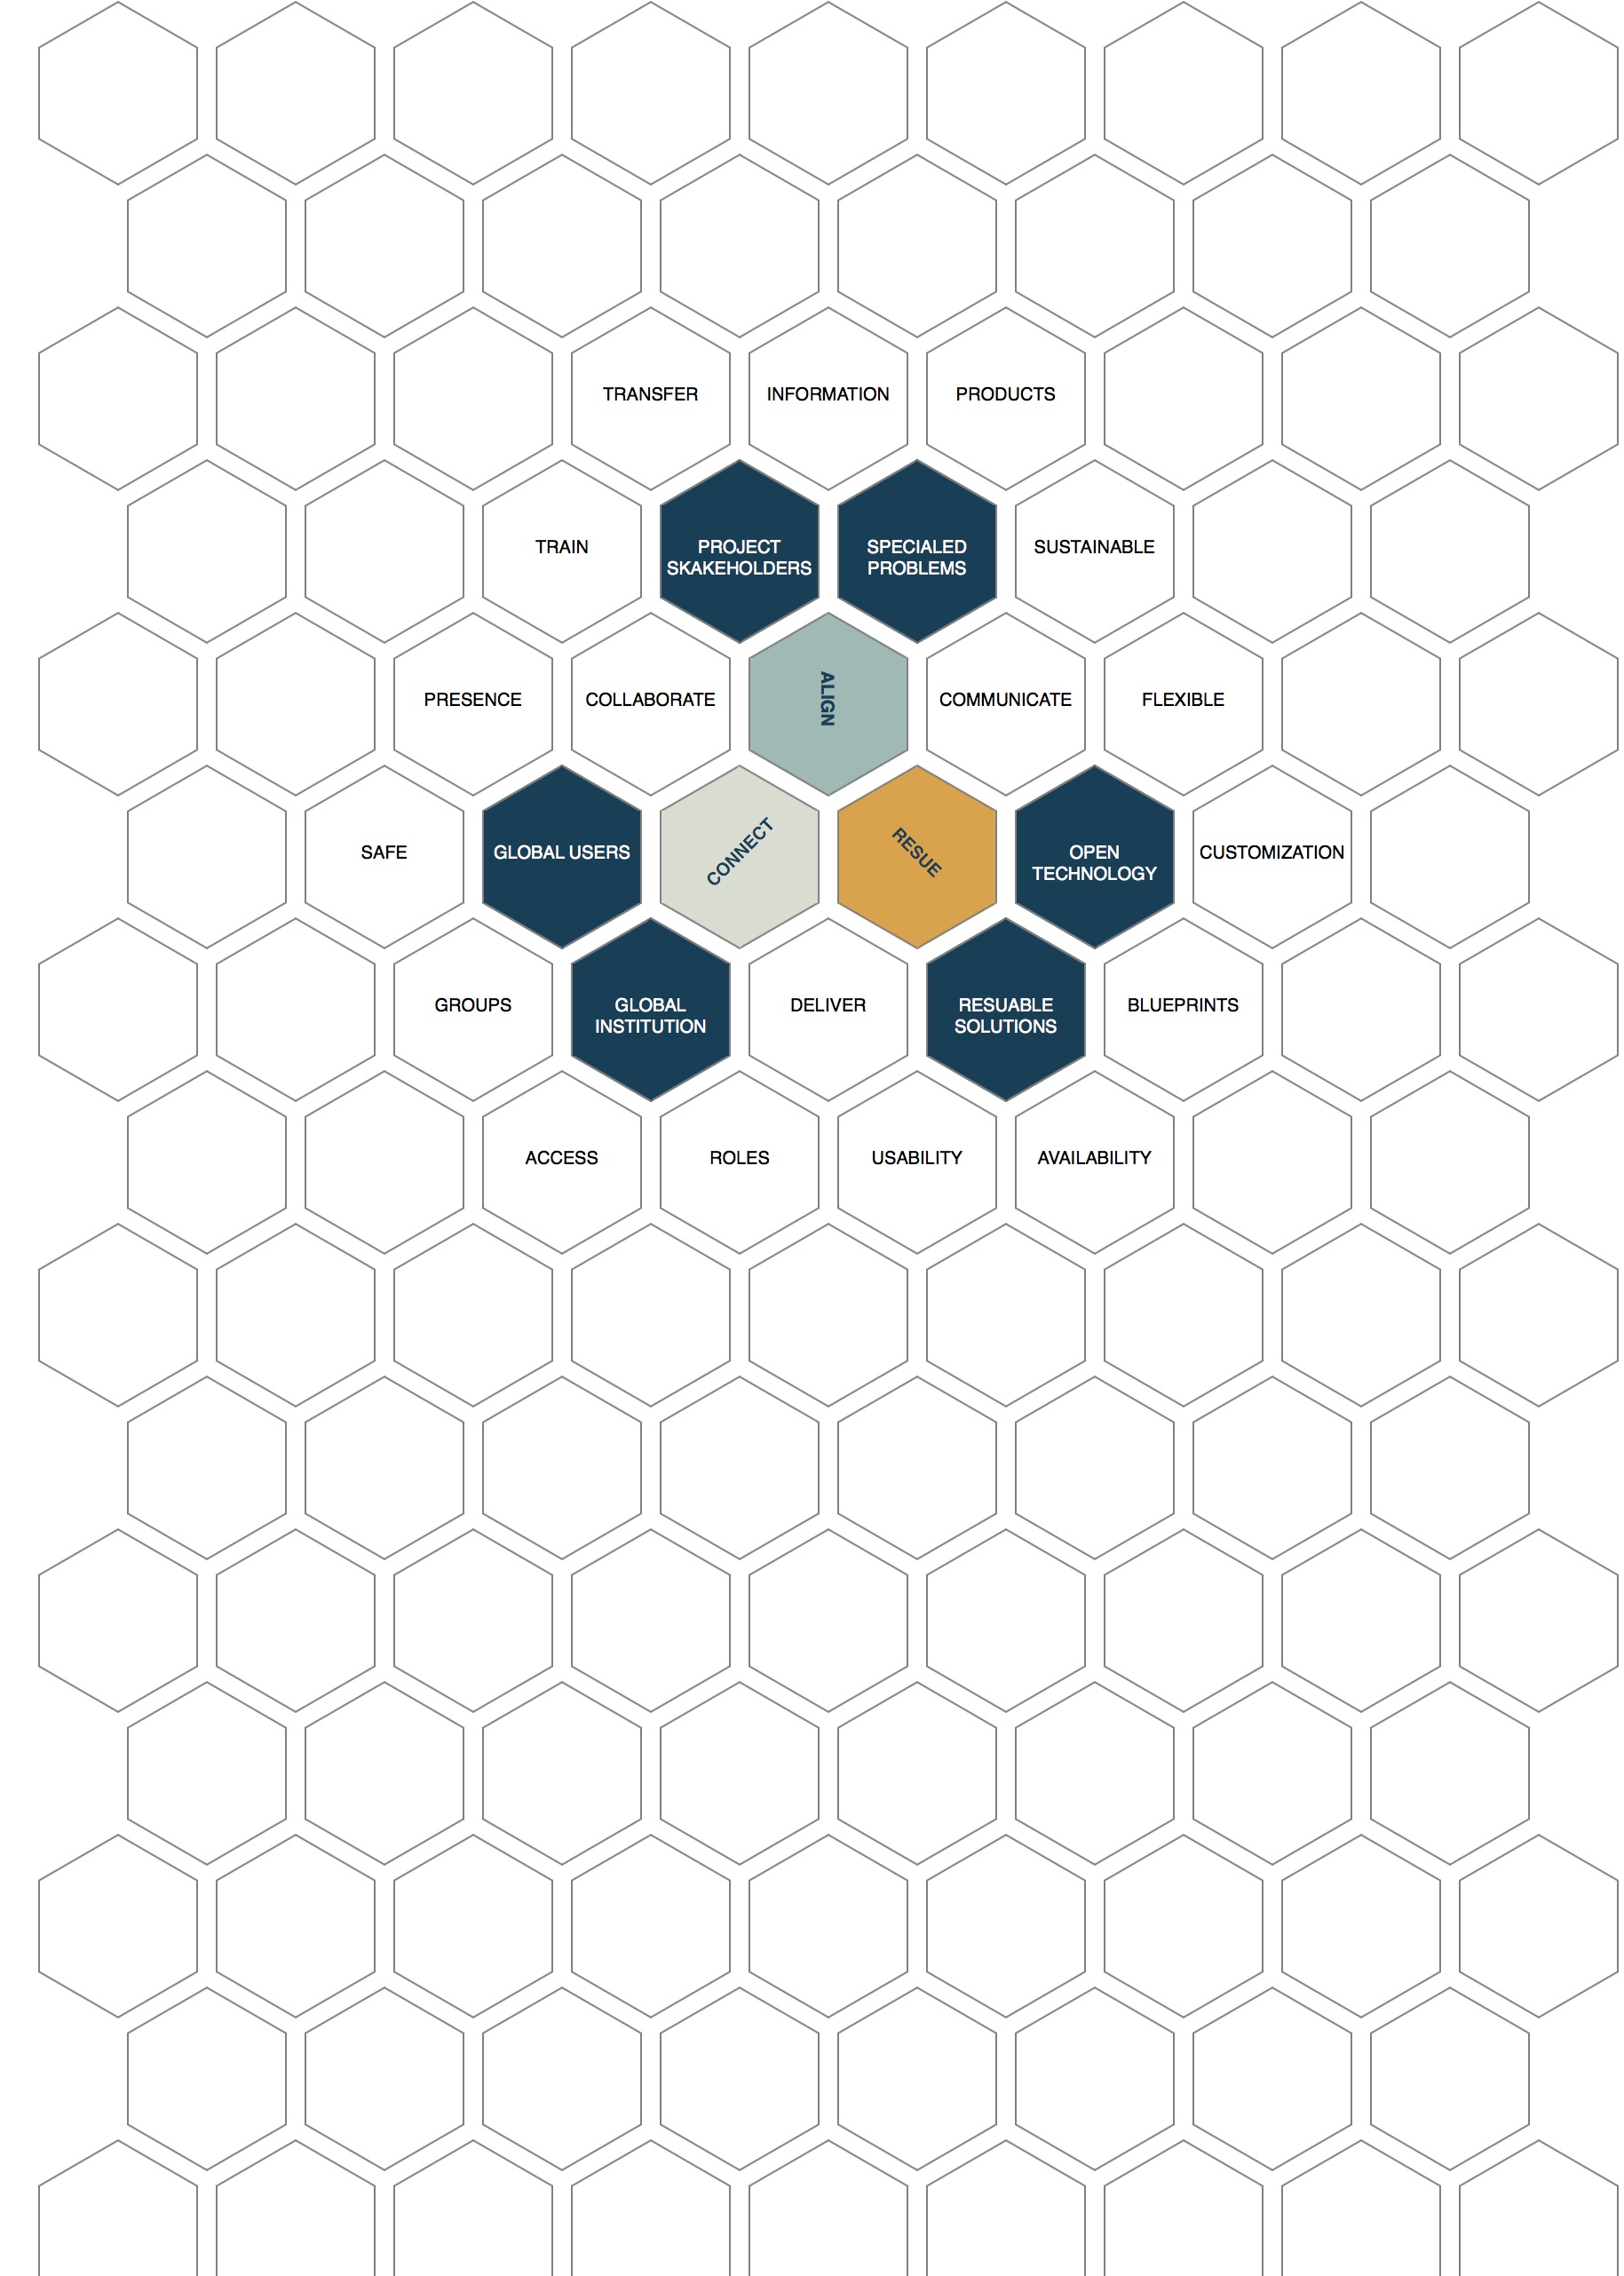 TRANSFER
INFORMATION
PRODUCTS
TRAIN
PROJECT
SKAKEHOLDERS
SPECIALED
PROBLEMS
SUSTAINABLE
PRESENCE
COLLABORATE
ALIGN
COMMUNICATE
FLEXIBLE
SAFE
GLOBAL USERS
CONNECT
RESUE
OPEN
TECHNOLOGY
CUSTOMIZATION
GROUPS
GLOBAL
INSTITUTION
DELIVER
RESUABLE
SOLUTIONS
BLUEPRINTS
ACCESS
ROLES
USABILITY
AVAILABILITY